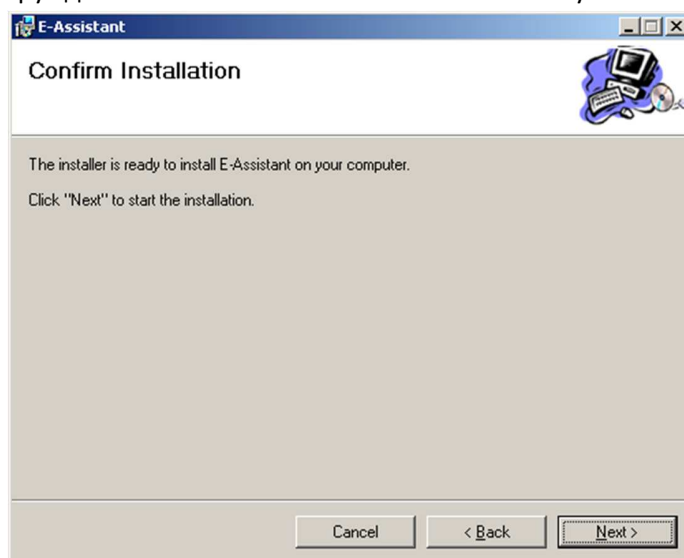 E-Assistant
Confirm Installation
The installer is ready to install E-Assistant on your computer.
Click "Next" to start the installation.
Cancel
< Back
Next >